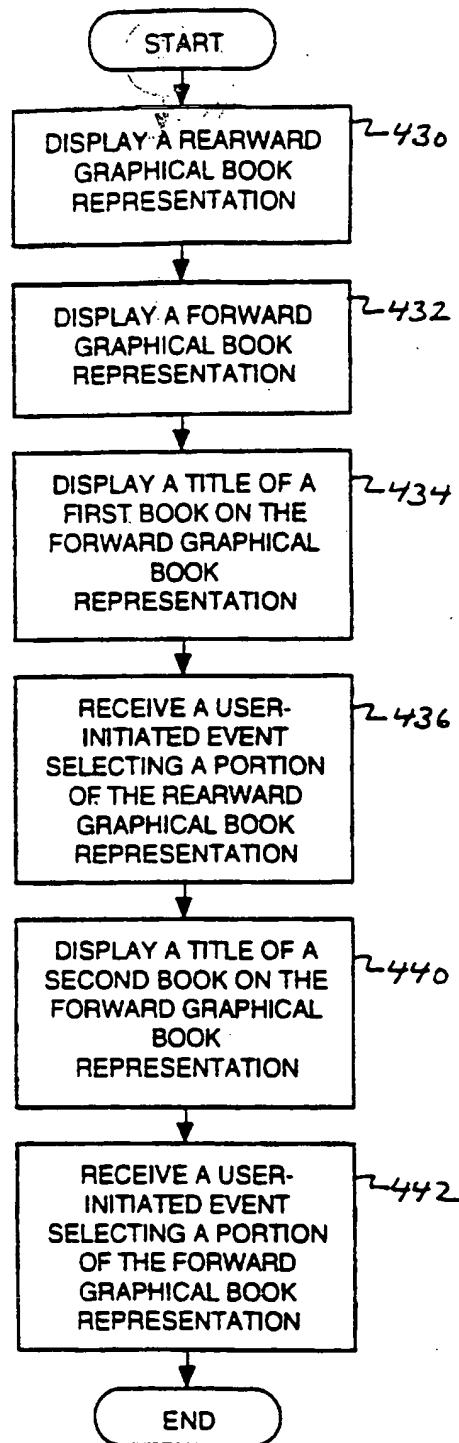 START
DISPLAY A REARWARD
GRAPHICAL BOOK
REPRESENTATION
430
DISPLAY A FORWARD
GRAPHICAL BOOK
REPRESENTATION
432
DISPLAY A TITLE OF A
FIRST BOOK ON THE
FORWARD GRAPHICAL
BOOK
REPRESENTATION
434
RECEIVE A USER-
INITIATED EVENT
SELECTING A PORTION
OF THE REARWARD
GRAPHICAL BOOK
REPRESENTATION
436
DISPLAY A TITLE OF A
SECOND BOOK ON THE
FORWARD GRAPHICAL
BOOK
REPRESENTATION
440
RECEIVE A USER-
INITIATED EVENT
SELECTING A PORTION
OF THE FORWARD
GRAPHICAL BOOK
REPRESENTATION
442
END